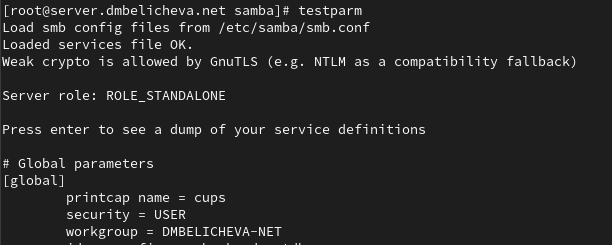 [root@server.dmbelicheva.net samba]# testparm
Load smb config files from /etc/samba/smb.conf
Loaded services file OK.
Weak crypto is allowed by GnuTLS (e.g. NTLM as a compatibility fallback)
Server role: ROLE_STANDALONE
Press enter to see a dump of your service definitions
# Global parameters
[global]
printcap name = cups
security = USER
workgroup = DMBELICHEVA-NET